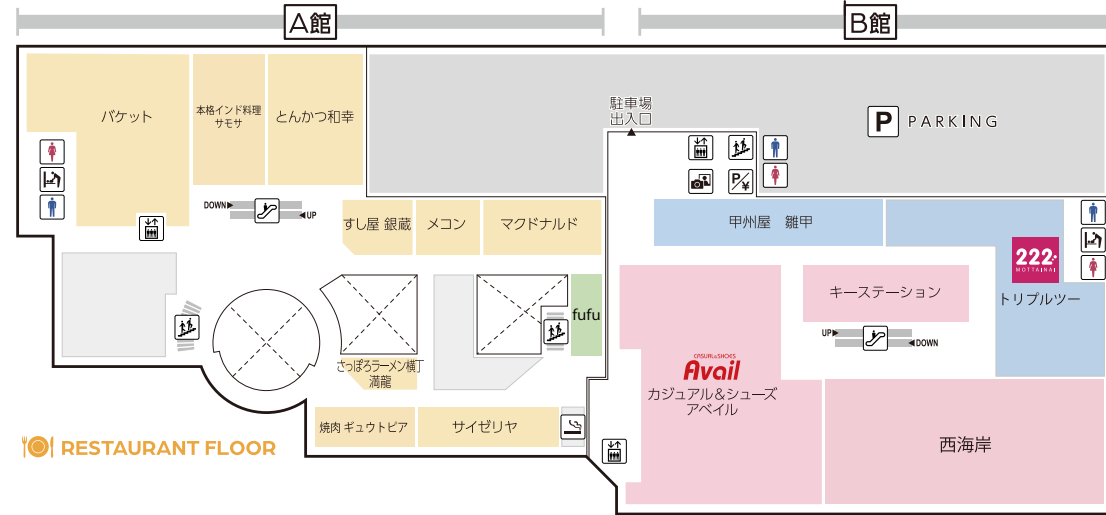 A館
B館
バケット
本格インド料理
サモサ
とんかつ和幸
駐車場
出入口
P PARKING
P/¥
DOWN
UP
すし屋 銀蔵
メコン
マクドナルド
甲州屋 雛甲
222
MOTTAINAI
トリプルツー
キーステーション
fufu
UP
DOWN
さっぽろラーメン横丁
満龍
CASUAL&SHOES
Avail
カジュアル&シューズ
アベイル
焼肉 ギュウトピア
サイゼリヤ
西海岸
RESTAURANT FLOOR